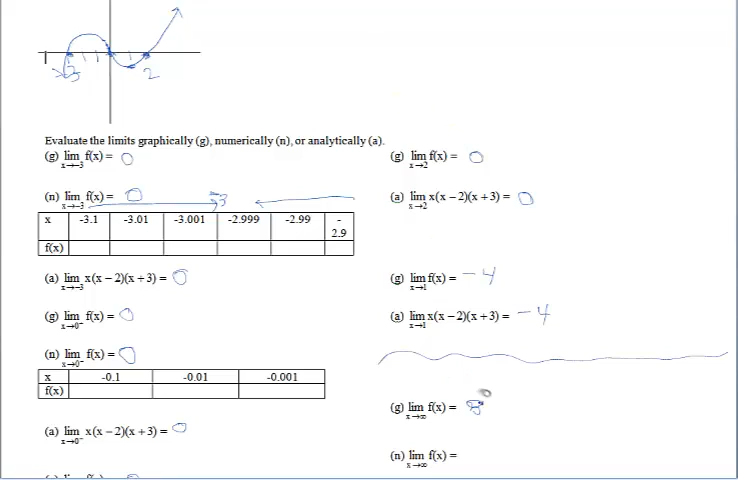 -3
2
Evaluate the limits graphically (g), numerically (n), or analytically (a).
(g) lim x→-3 f(x) = 0
(n) lim x→-3 f(x) = 0
-3
x -3.1 -3.01 -3.001 -2.999 -2.99 -2.9
f(x)
(a) lim x→-3 x(x – 2)(x + 3) = 0
(g) lim x→0⁻ f(x) = 0
(n) lim x→0⁻ f(x) = 0
x -0.1 -0.01 -0.001
f(x)
(a) lim x→0⁻ x(x – 2)(x + 3) = 0
(g) lim x→2 f(x) = 0
(a) lim x→2 x(x – 2)(x + 3) = 0
(g) lim x→1 f(x) = -4
(a) lim x→1 x(x – 2)(x + 3) = -4
(g) lim x→∞ f(x) =
(n) lim x→∞ f(x) =